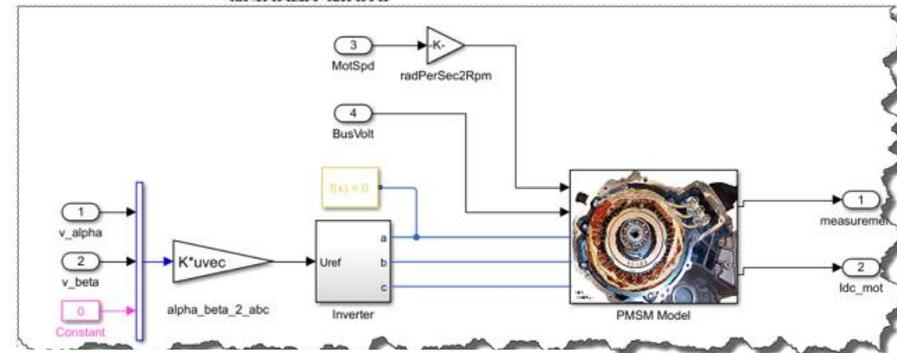 3
MotSpd
-K-
radPerSec2Rpm
4
BusVolt
f(x) = 0
1
v_alpha
2
v_beta
0
Constant
K*uvec
alpha_beta_2_abc
Uref
a
b
c
Inverter
PMSM Model
1
measureme
2
Idc_mot